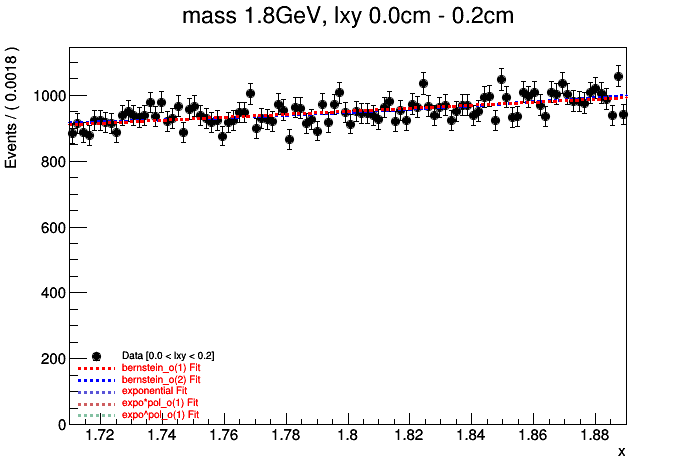 mass 1.8GeV, lxy 0.0cm - 0.2cm
Events / ( 0.0018 )
1000
800
600
400
200
0
Data [0.0 < lxy < 0.2]
bernstein_o(1) Fit
bernstein_o(2) Fit
exponential Fit
expo*pol_o(1) Fit
expo^pol_o(1) Fit
1.72 1.74 1.76 1.78 1.8 1.82 1.84 1.86 1.88
x